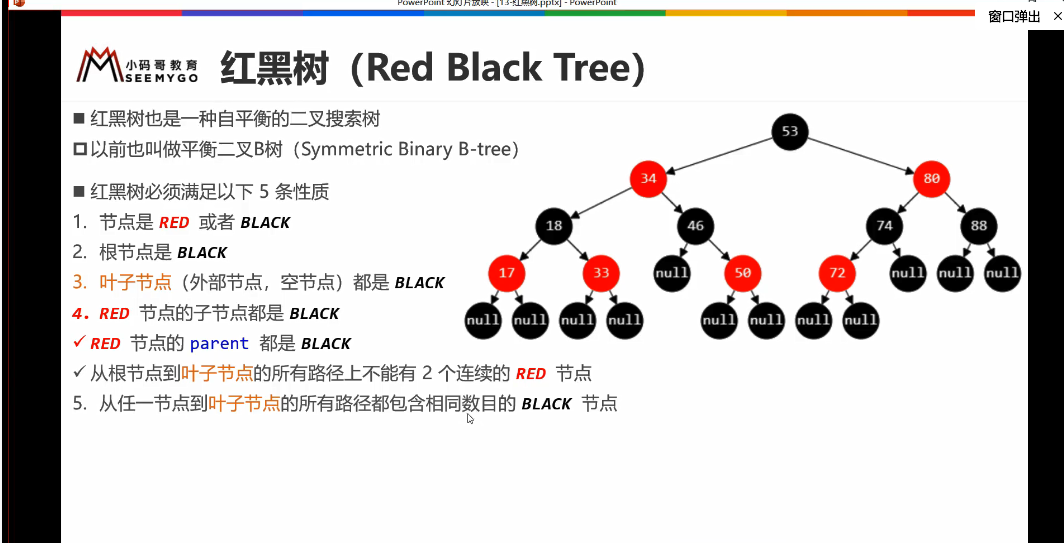 PowerPoint 幻灯片放映 - [13-红黑树.pptx] - PowerPoint
窗口弹出 ×
小码哥教育
SEEMYGO
红黑树（Red Black Tree）
■ 红黑树也是一种自平衡的二叉搜索树
以前也叫做平衡二叉B树（Symmetric Binary B-tree）
■ 红黑树必须满足以下 5 条性质
1. 节点是 RED 或者 BLACK
2. 根节点是 BLACK
3. 叶子节点（外部节点，空节点）都是 BLACK
4. RED 节点的子节点都是 BLACK
✓ RED 节点的 parent 都是 BLACK
✓ 从根节点到叶子节点的所有路径上不能有 2 个连续的 RED 节点
5. 从任一节点到叶子节点的所有路径都包含相同数目的 BLACK 节点
53
34 80
18 46 74 88
17 33 null 50 72 null null null
null null null null null null null null